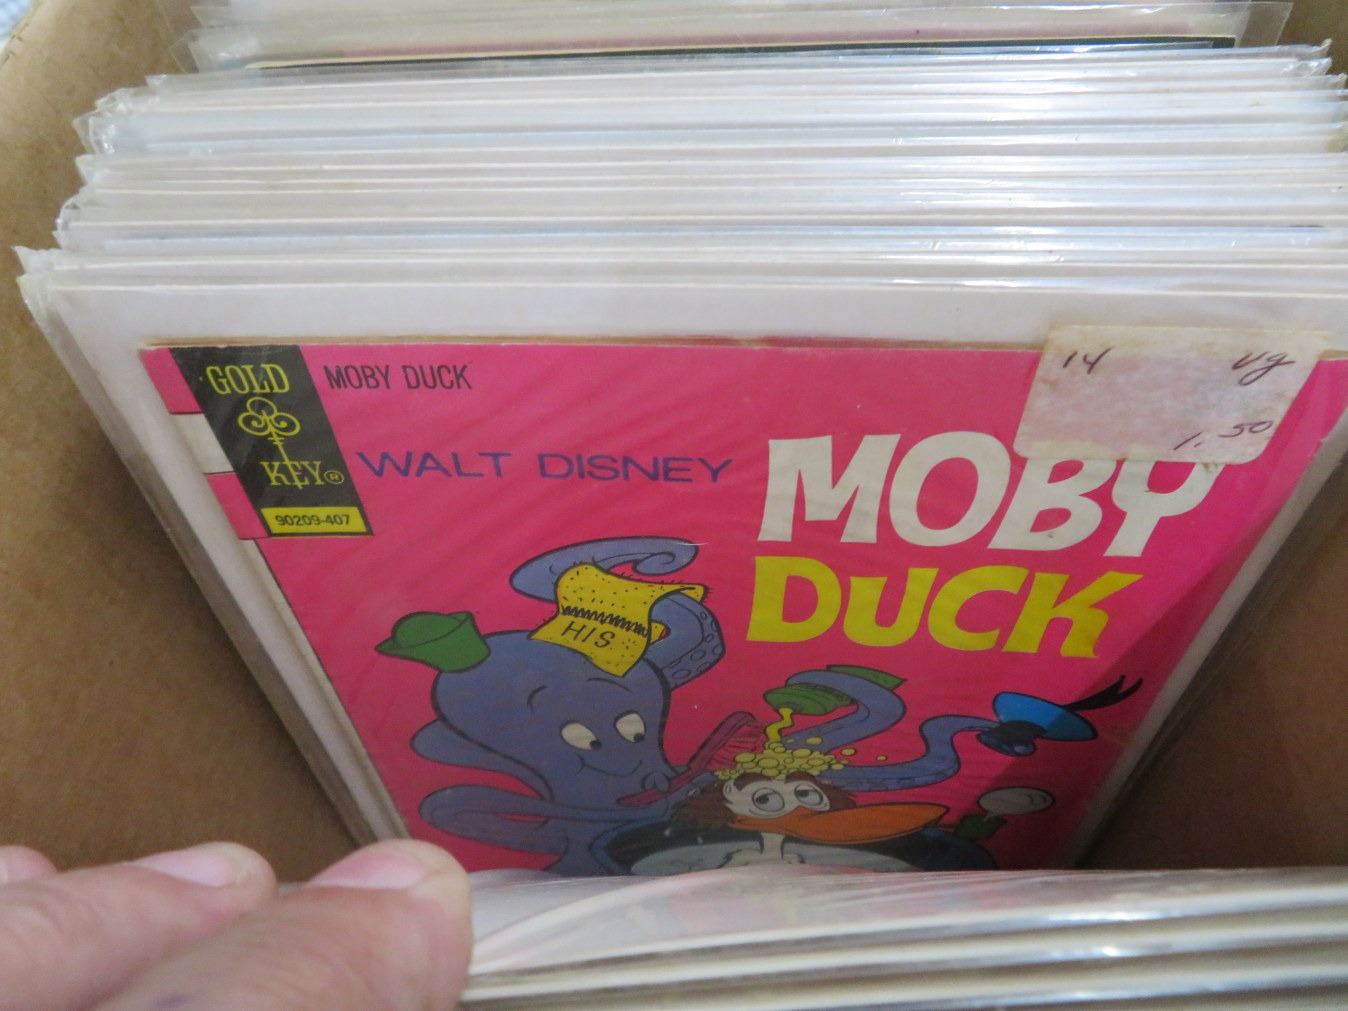 14 vg
1.50
GOLD
KEY®
90209-407
MOBY DUCK
WALT DISNEY
MOBY
DUCK
HIS